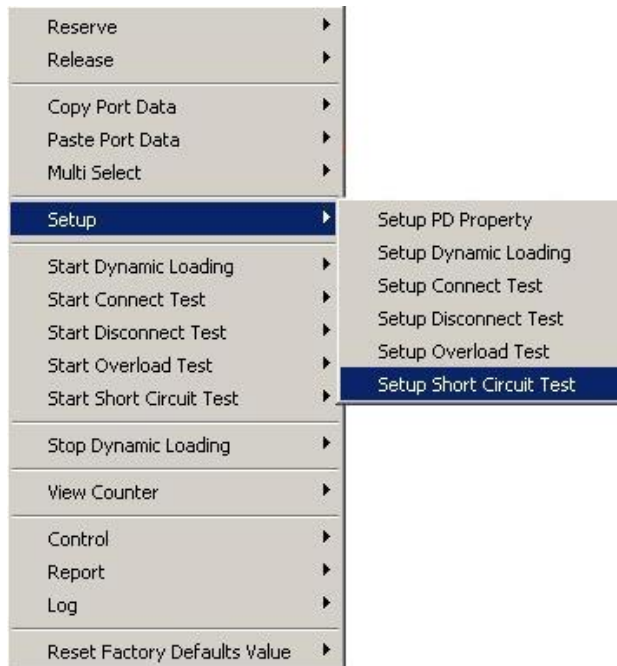 Reserve
Release
Copy Port Data
Paste Port Data
Multi Select
Setup
Start Dynamic Loading
Start Connect Test
Start Disconnect Test
Start Overload Test
Start Short Circuit Test
Stop Dynamic Loading
View Counter
Control
Report
Log
Reset Factory Defaults Value
Setup PD Property
Setup Dynamic Loading
Setup Connect Test
Setup Disconnect Test
Setup Overload Test
Setup Short Circuit Test